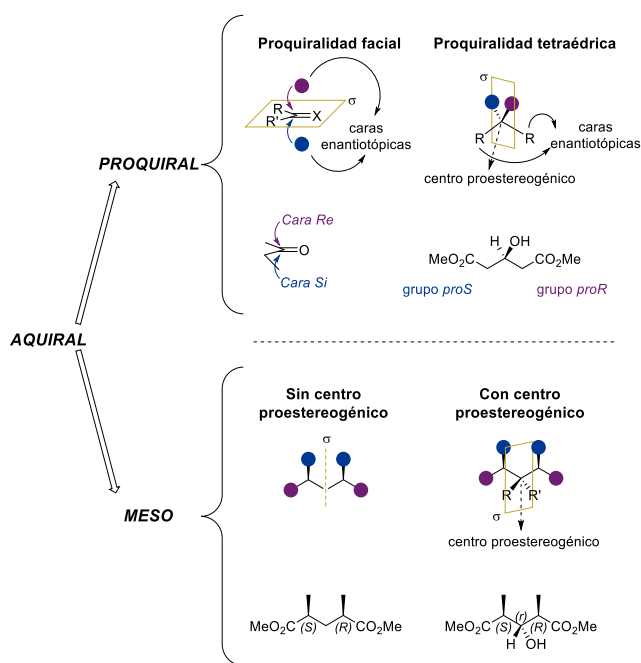 Proquiralidad facial
R
R'
X
σ
caras
enantiotópicas
Proquiralidad tetraédrica
σ
R
R
caras
enantiotópicas
centro proestereogénico
PROQUIRAL
Cara Re
O
Cara Si
H
OH
MeO₂C
CO₂Me
grupo proS
grupo proR
AQUIRAL
Sin centro
proestereogénico
σ
Con centro
proestereogénico
R
R'
σ
centro proestereogénico
MESO
MeO₂C
(S)
(R)
CO₂Me
MeO₂C
(S)
(r)
(R)
CO₂Me
H
OH